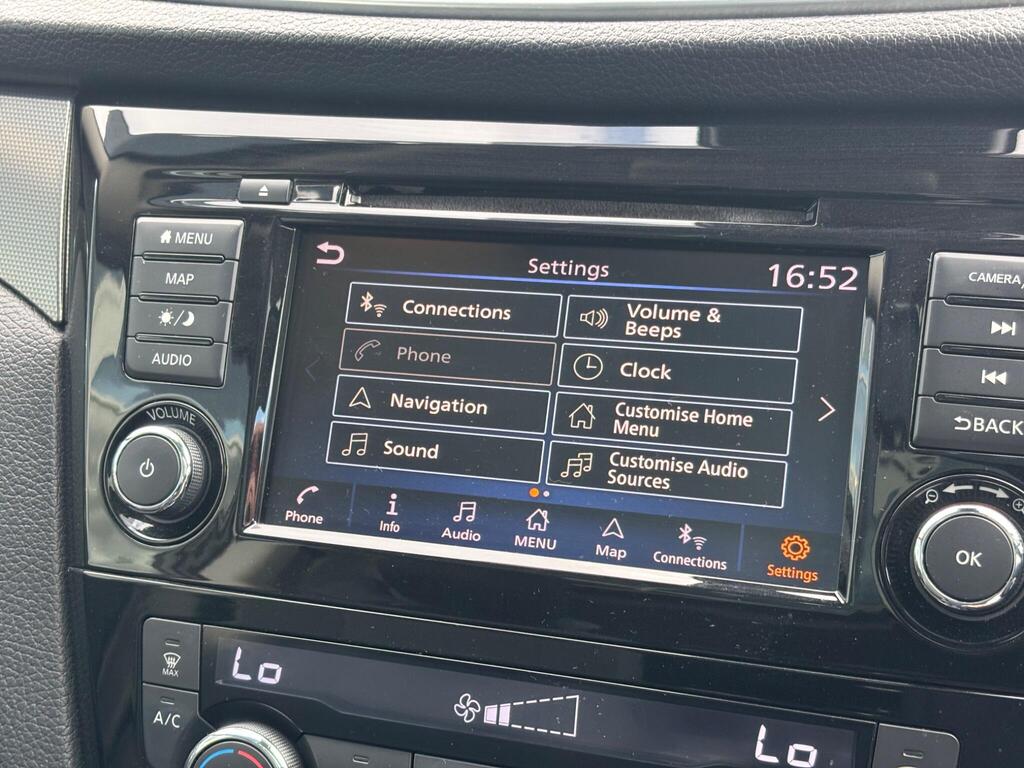 MENU
MAP
AUDIO
VOLUME
Settings
16:52
Connections
Volume &
Beeps
Phone
Clock
Navigation
Customise Home
Menu
Sound
Customise Audio
Sources
Phone
Info
Audio
MENU
Map
Connections
Settings
CAMERA
BACK
OK
MAX
A/C
Lo
Lo